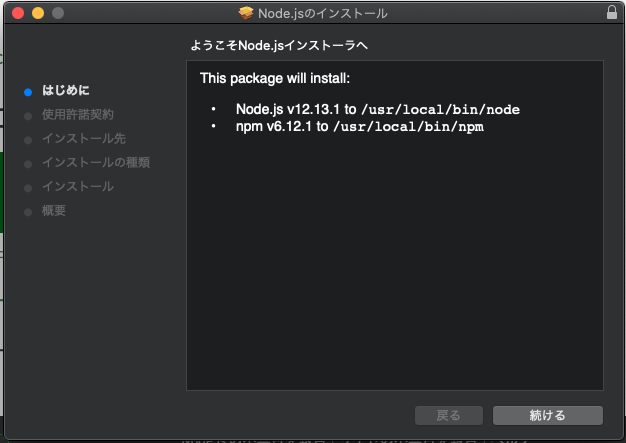 Node.jsのインストール
ようこそNode.jsインストーラへ
はじめに
使用許諾契約
インストール先
インストールの種類
インストール
概要
This package will install:
• Node.js v12.13.1 to /usr/local/bin/node
• npm v6.12.1 to /usr/local/bin/npm
戻る
続ける